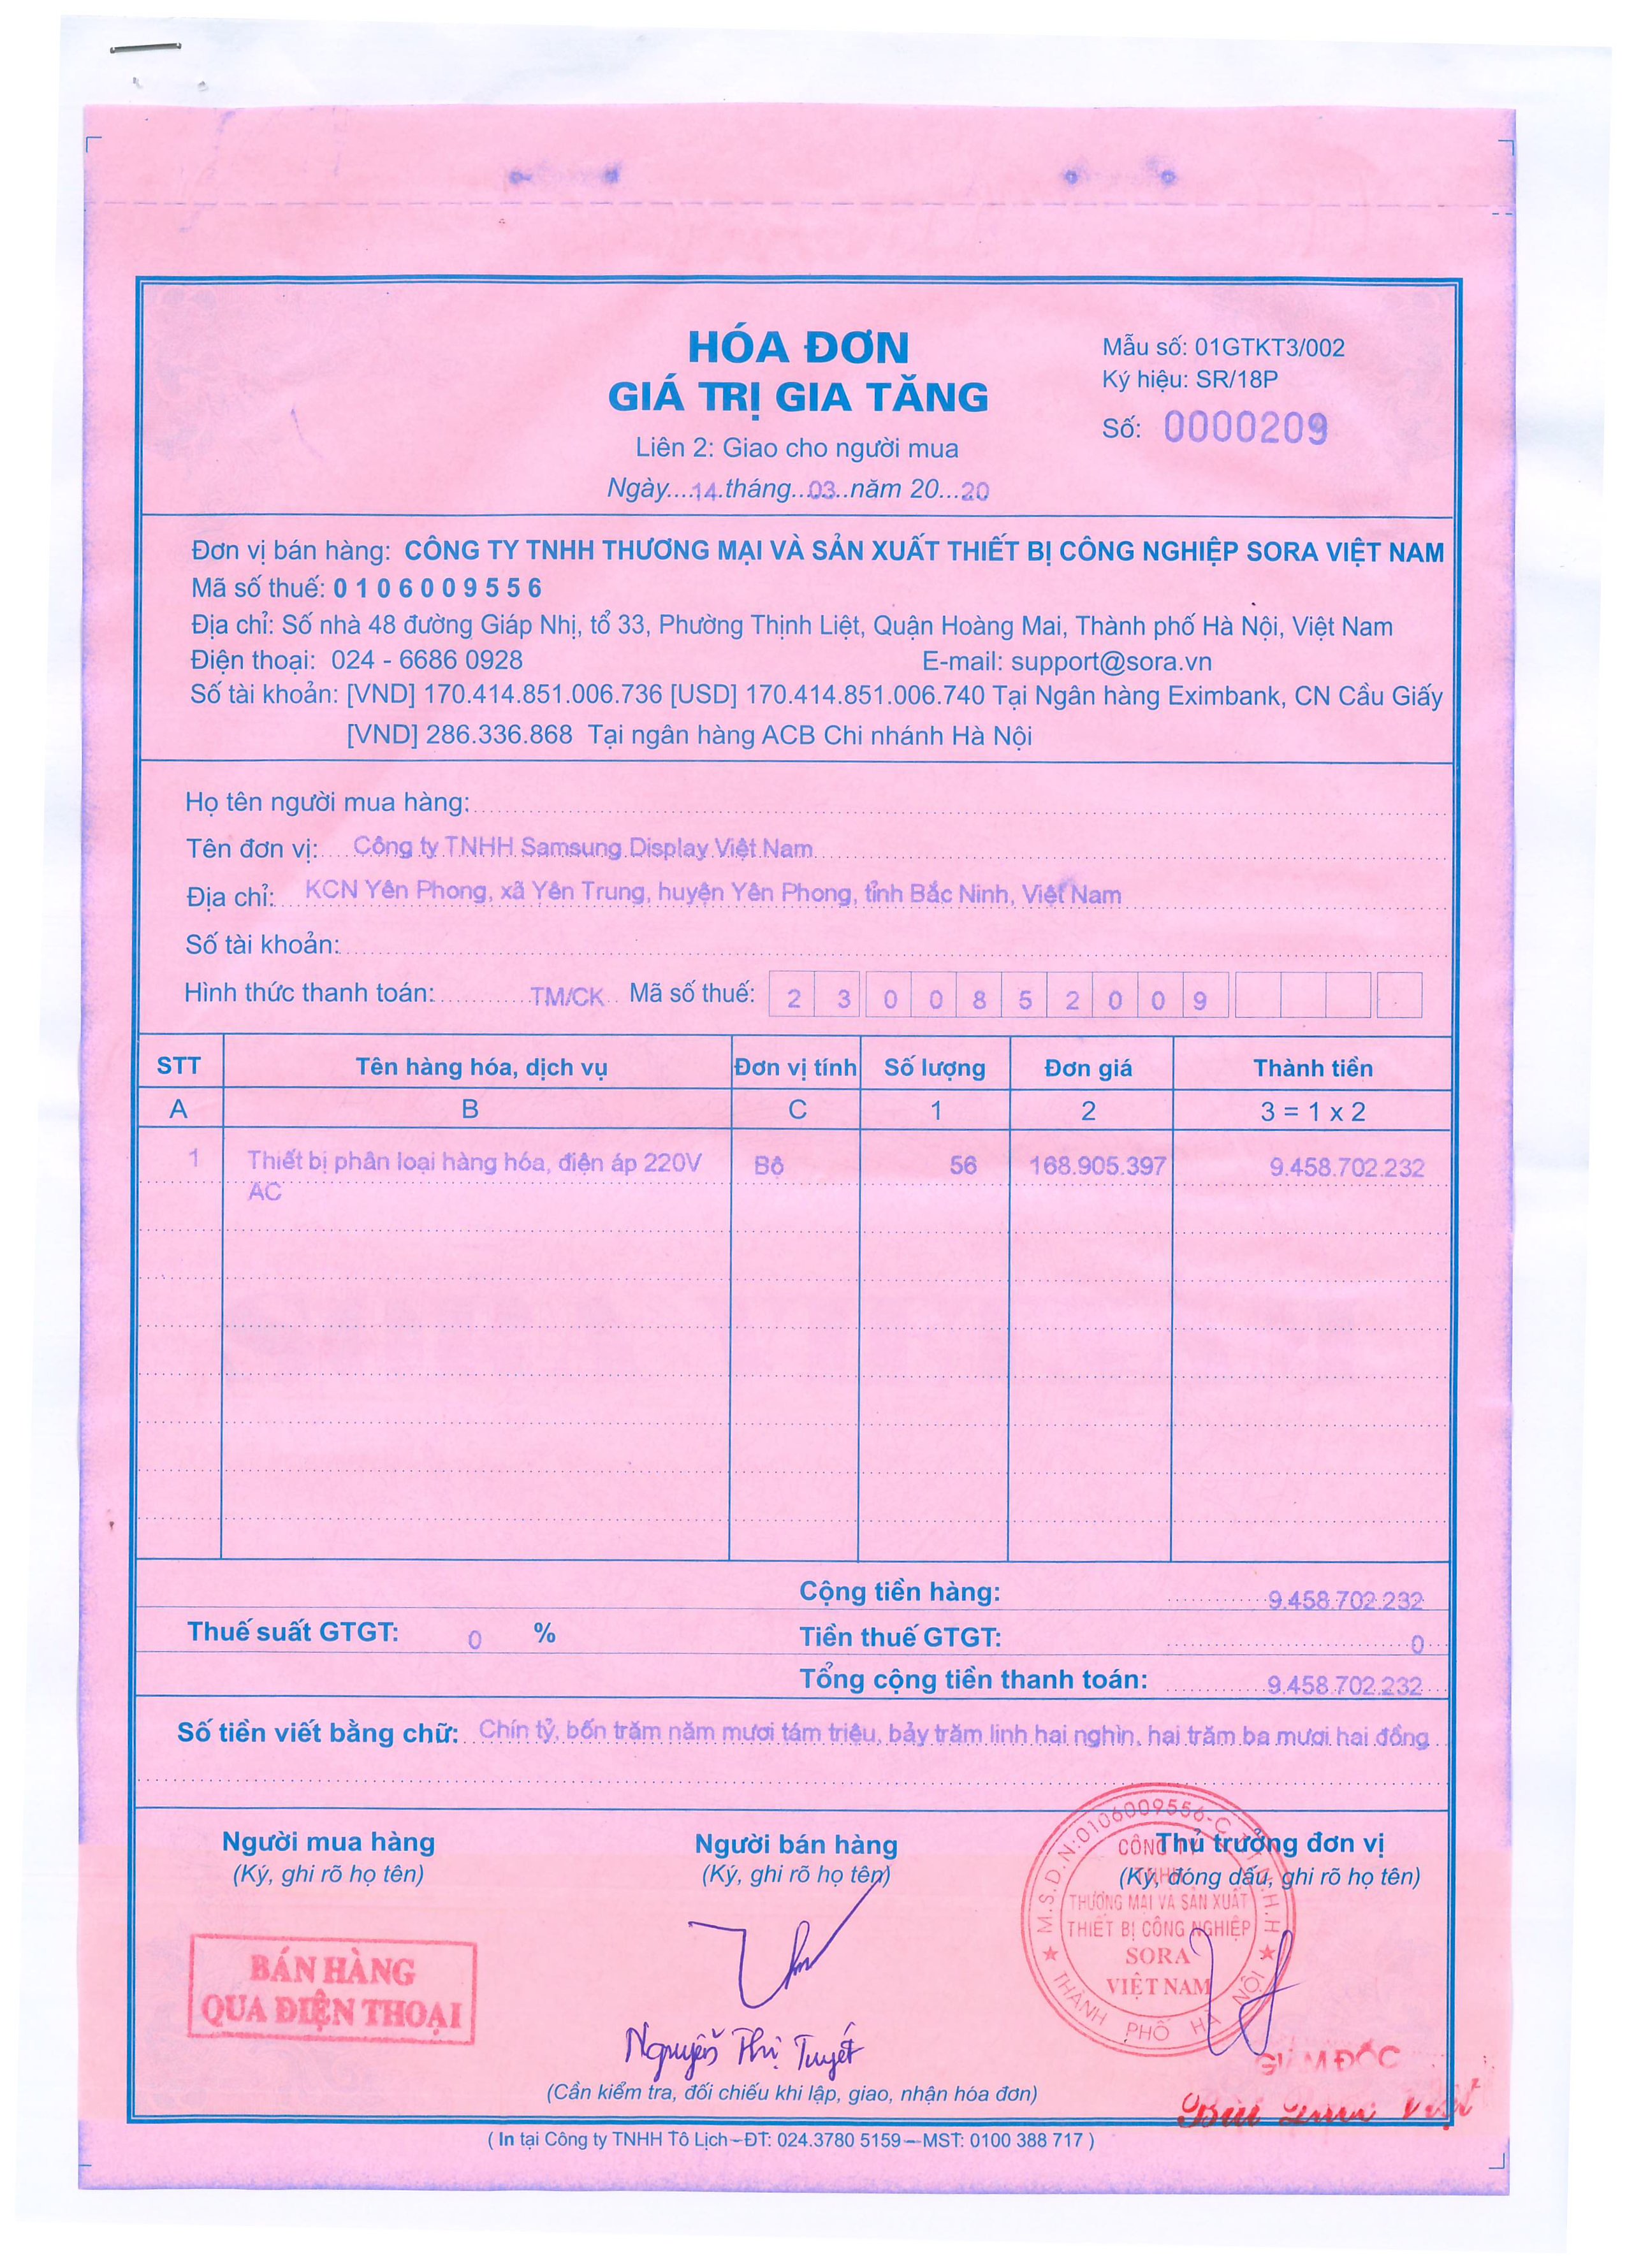 HÓA ĐƠN
GIÁ TRỊ GIA TĂNG
Liên 2: Giao cho người mua
Ngày....14.tháng...03..năm 20...20
Mẫu số: 01GTKT3/002
Ký hiệu: SR/18P
Số: 0000209
Đơn vị bán hàng: CÔNG TY TNHH THƯƠNG MẠI VÀ SẢN XUẤT THIẾT BỊ CÔNG NGHIỆP SORA VIỆT NAM
Mã số thuế: 0 1 0 6 0 0 9 5 5 6
Địa chỉ: Số nhà 48 đường Giáp Nhị, tổ 33, Phường Thịnh Liệt, Quận Hoàng Mai, Thành phố Hà Nội, Việt Nam
Điện thoại: 024 - 6686 0928 E-mail: support@sora.vn
Số tài khoản: [VND] 170.414.851.006.736 [USD] 170.414.851.006.740 Tại Ngân hàng Eximbank, CN Cầu Giấy
[VND] 286.336.868 Tại ngân hàng ACB Chi nhánh Hà Nội
Họ tên người mua hàng:
Tên đơn vị: Công ty TNHH Samsung Display Việt Nam
Địa chỉ: KCN Yên Phong, xã Yên Trung, huyện Yên Phong, tỉnh Bắc Ninh, Việt Nam
Số tài khoản:
Hình thức thanh toán: TM/CK Mã số thuế: 2 3 0 0 8 5 2 0 0 9
STT Tên hàng hóa, dịch vụ Đơn vị tính Số lượng Đơn giá Thành tiền
A B C 1 2 3 = 1 x 2
1 Thiết bị phân loại hàng hóa, điện áp 220V Bộ 56 168.905.397 9.458.702.232
AC
Cộng tiền hàng: 9.458.702.232
Thuế suất GTGT: 0 % Tiền thuế GTGT: 0
Tổng cộng tiền thanh toán: 9.458.702.232
Số tiền viết bằng chữ: Chín tỷ, bốn trăm năm mươi tám triệu, bảy trăm linh hai nghìn, hai trăm ba mươi hai đồng
Người mua hàng
(Ký, ghi rõ họ tên)
BÁN HÀNG
QUA ĐIỆN THOẠI
Người bán hàng
(Ký, ghi rõ họ tên)
Nguyễn Thị Tuyết
Thủ trưởng đơn vị
(Ký, đóng dấu, ghi rõ họ tên)
M.S.D.N:0106009556-C.T.T.N.H.H
CÔNG TY
TNHH
THƯƠNG MẠI VÀ SẢN XUẤT
THIẾT BỊ CÔNG NGHIỆP
SORA
VIỆT NAM
THÀNH PHỐ HÀ NỘI
GIÁM ĐỐC
Bùi Việt
(Cần kiểm tra, đối chiếu khi lập, giao, nhận hóa đơn)
( In tại Công ty TNHH Tô Lịch – ĐT: 024.3780 5159 – MST: 0100 388 717 )